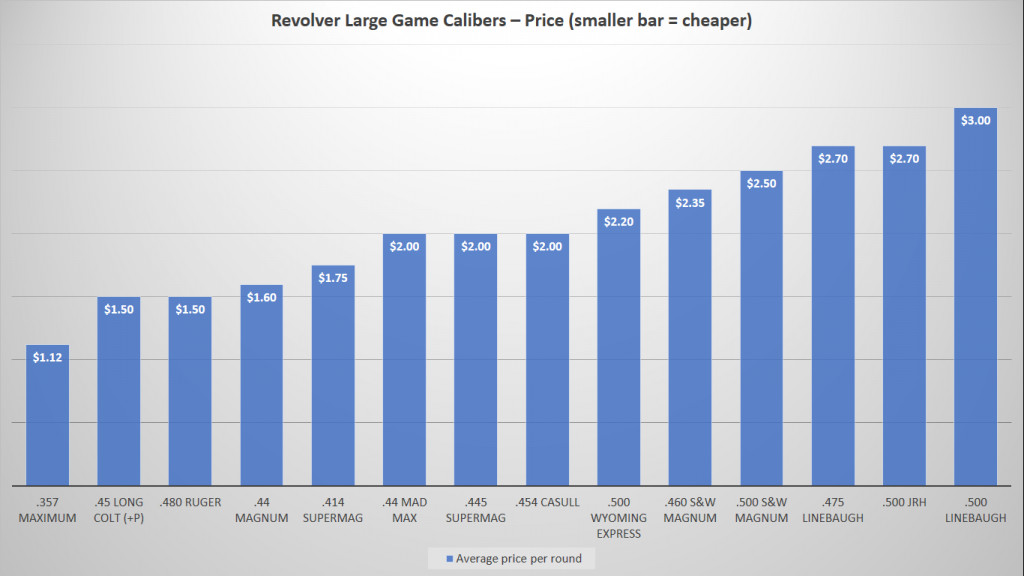 Revolver Large Game Calibers – Price (smaller bar = cheaper)
$1.12
$1.50
$1.50
$1.60
$1.75
$2.00
$2.00
$2.00
$2.20
$2.35
$2.50
$2.70
$2.70
$3.00
.357
MAXIMUM
.45 LONG
COLT (+P)
.480 RUGER
.44
MAGNUM
.414
SUPERMAG
.44 MAD
MAX
.445
SUPERMAG
.454 CASULL
.500
WYOMING
EXPRESS
.460 S&W
MAGNUM
.500 S&W
MAGNUM
.475
LINEBAUGH
.500 JRH
.500
LINEBAUGH
Average price per round